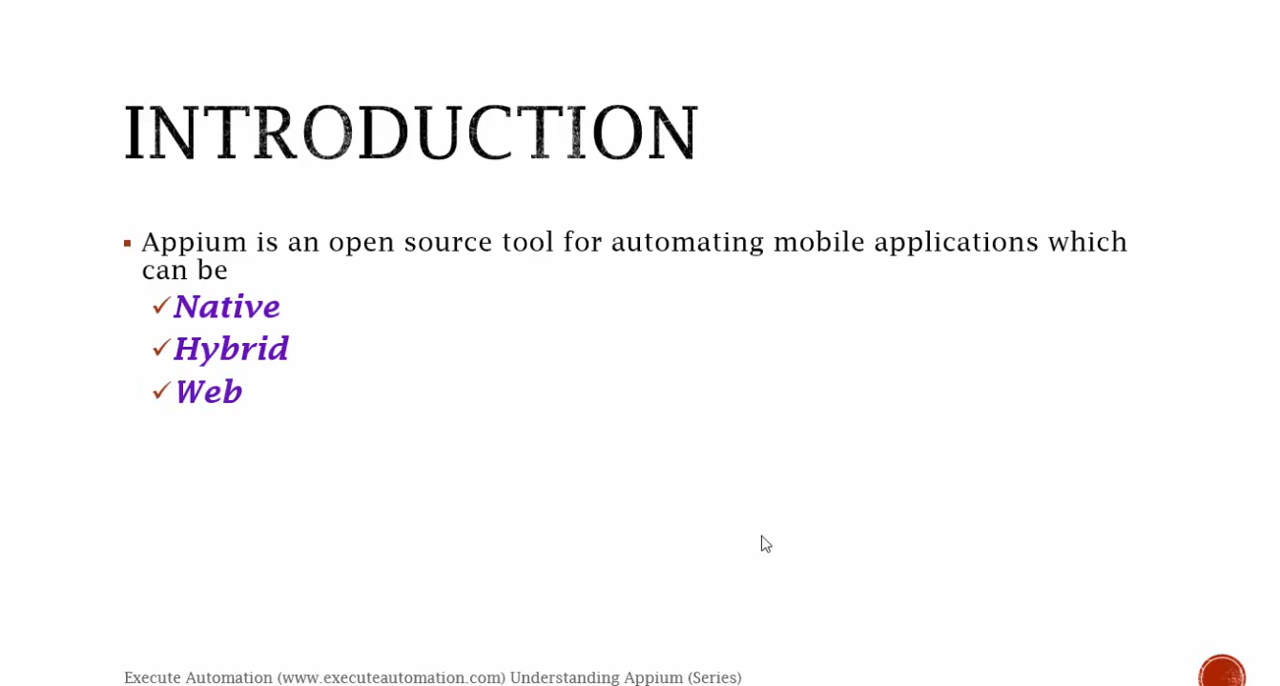 INTRODUCTION
Appium is an open source tool for automating mobile applications which
can be
Native
Hybrid
Web
Execute Automation (www.executeautomation.com) Understanding Appium (Series)